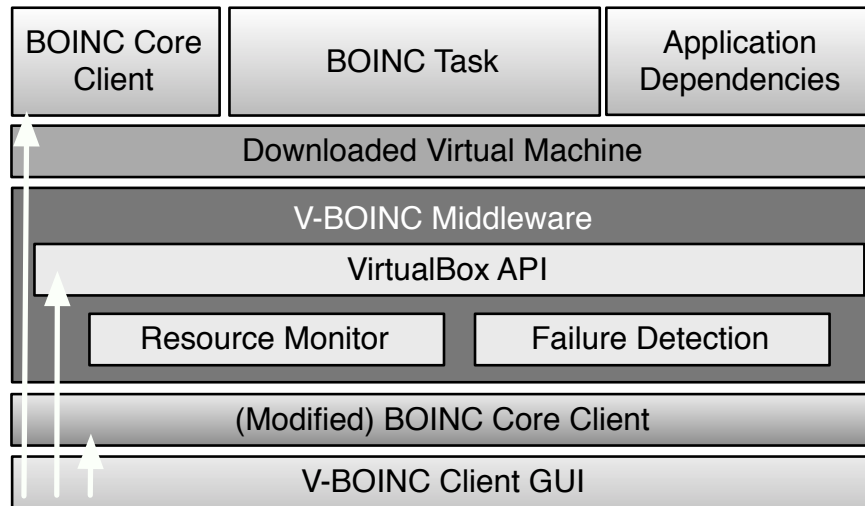 BOINC Core
Client
BOINC Task
Application
Dependencies
Downloaded Virtual Machine
V-BOINC Middleware
VirtualBox API
Resource Monitor
Failure Detection
(Modified) BOINC Core Client
V-BOINC Client GUI